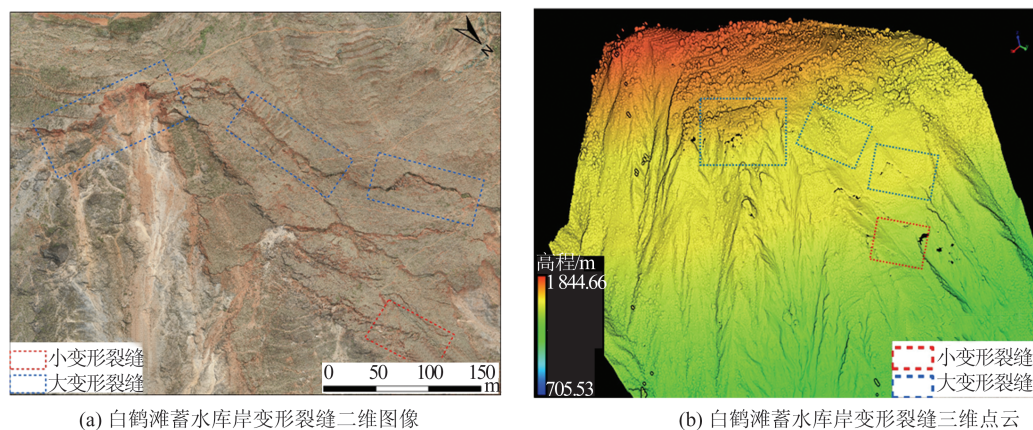 N
小变形裂缝
大变形裂缝
0 50 100 150
m
(a) 白鹤滩蓄水库岸变形裂缝二维图像
高程/m
1 844.66
705.53
小变形裂缝
大变形裂缝
(b) 白鹤滩蓄水库岸变形裂缝三维点云